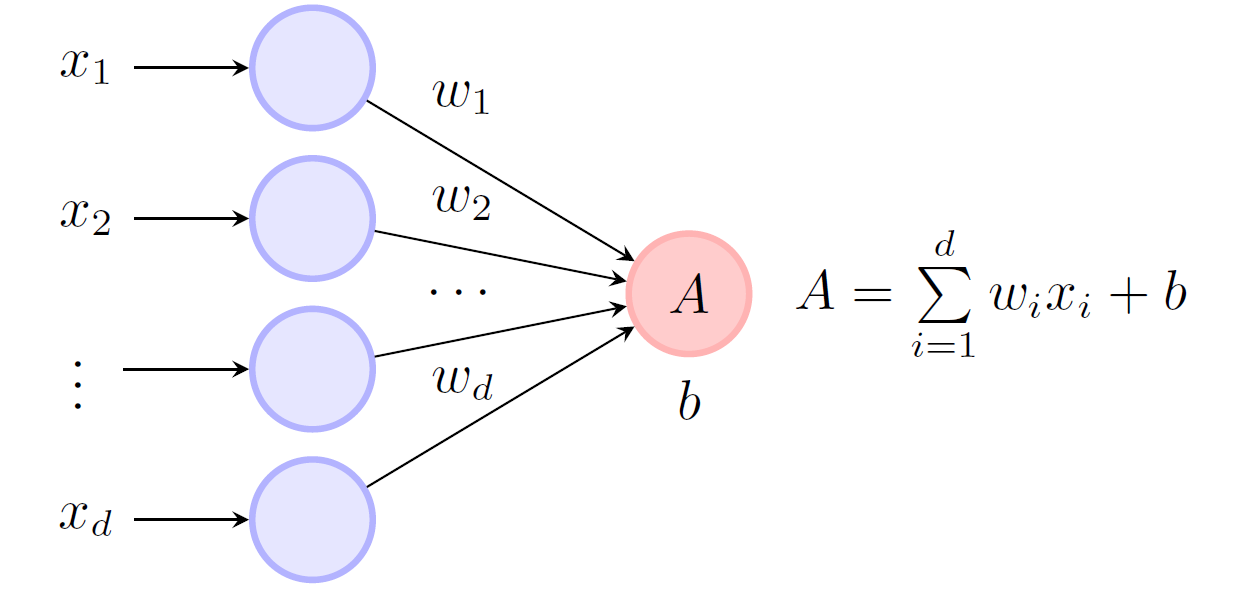 x₁
w₁
x₂
w₂
⋯
A
A = ∑_{i=1}^{d} wᵢxᵢ + b
⋮
w_d
b
x_d